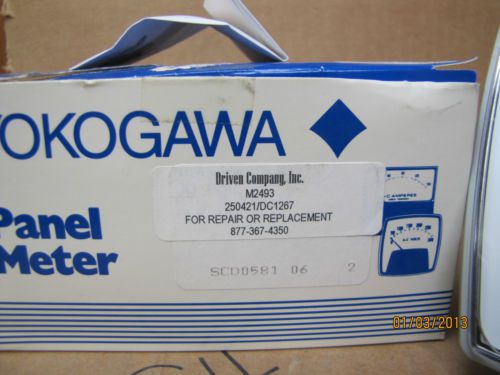 YOKOGAWA
Driven Company, Inc.
M2493
250421/DC1267
FOR REPAIR OR REPLACEMENT
877-367-4350
Panel
Meter
SCD0581 06 2
01/03/2013